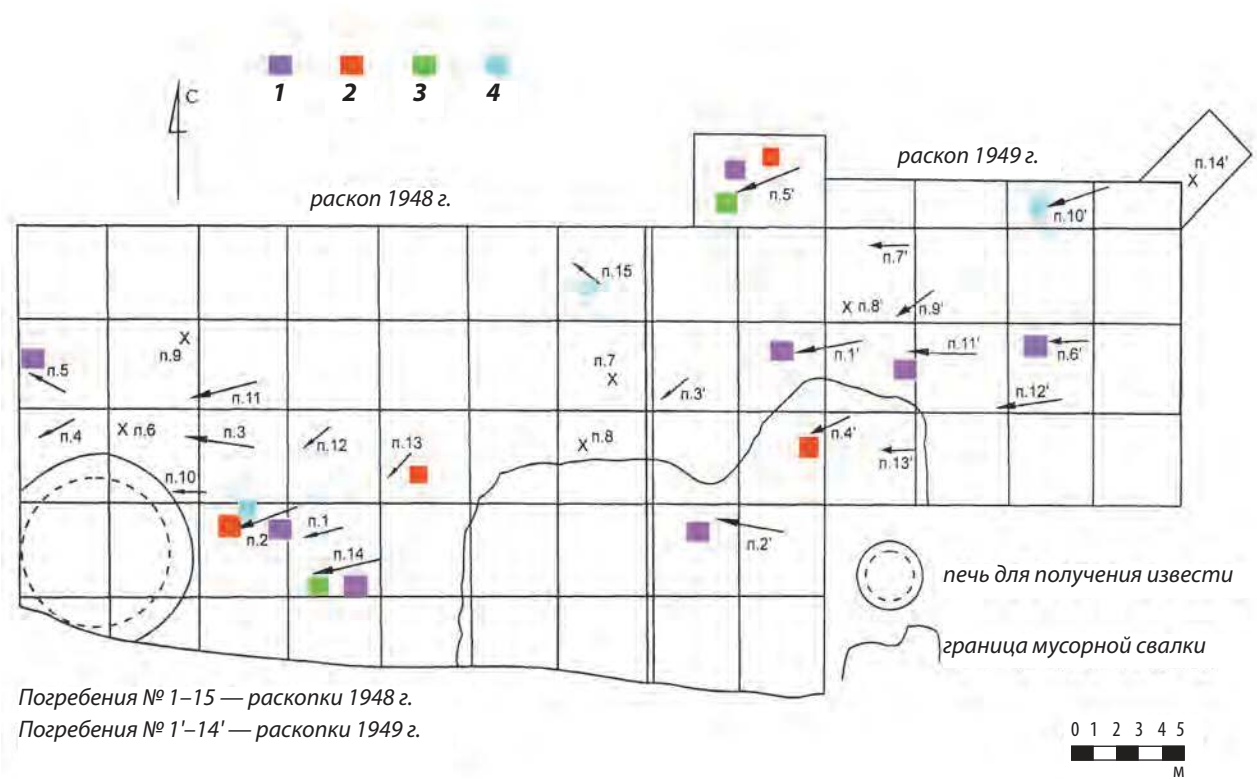 1 2 3 4
С
раскоп 1949 г.
п.14'
раскоп 1948 г.
п.5'
п.10'
п.7'
п.15
п.8'
п.9'
п.9
п.7
п.1'
п.11'
п.6'
п.5
п.11
п.3'
п.12'
п.4
п.6
п.3
п.12
п.13
п.8
п.4'
п.13'
п.10
п.2
п.1
п.2'
п.14
печь для получения извести
граница мусорной свалки
Погребения № 1–15 — раскопки 1948 г.
Погребения № 1'–14' — раскопки 1949 г.
0 1 2 3 4 5
м